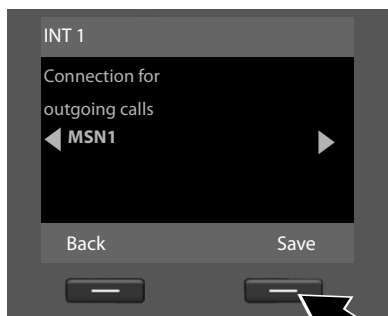 INT 1
Connection for
outgoing calls
MSN1
Back Save